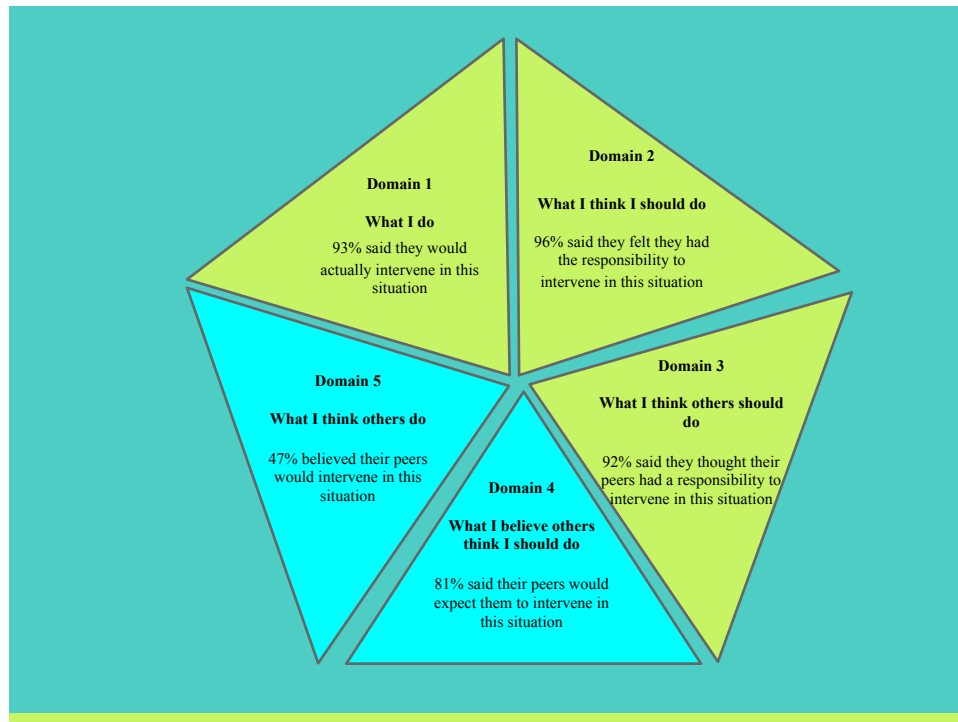 Domain 1
What I do
93% said they would
actually intervene in this
situation
Domain 2
What I think I should do
96% said they felt they had
the responsibility to
intervene in this situation
Domain 3
What I think others should
do
92% said they thought their
peers had a responsibility to
intervene in this situation
Domain 4
What I believe others
think I should do
81% said their peers would
expect them to intervene in
this situation
Domain 5
What I think others do
47% believed their peers
would intervene in this
situation